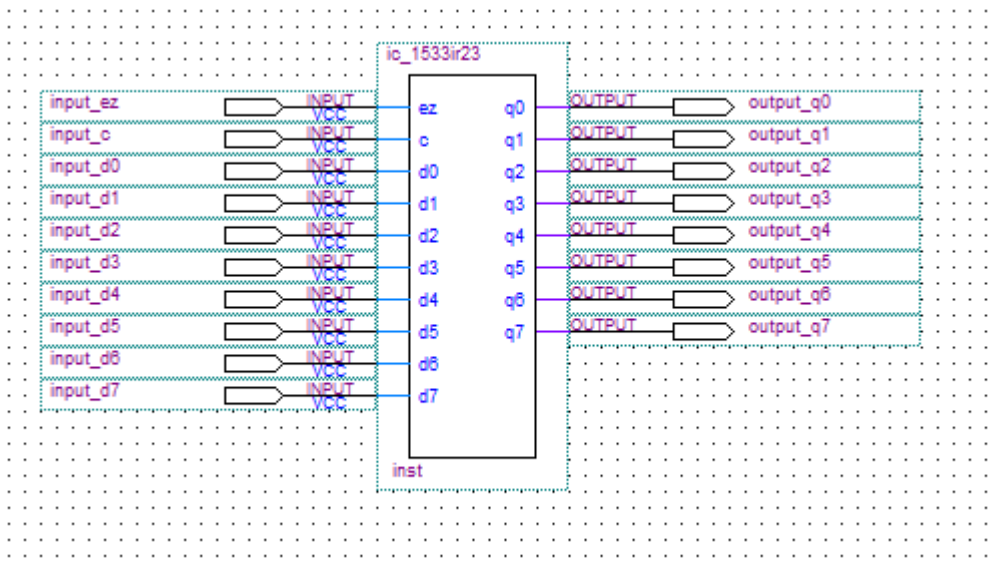 ic_1533ir23
input_ez INPUT VCC ez q0 OUTPUT output_q0
input_c INPUT VCC c q1 OUTPUT output_q1
input_d0 INPUT VCC d0 q2 OUTPUT output_q2
input_d1 INPUT VCC d1 q3 OUTPUT output_q3
input_d2 INPUT VCC d2 q4 OUTPUT output_q4
input_d3 INPUT VCC d3 q5 OUTPUT output_q5
input_d4 INPUT VCC d4 q6 OUTPUT output_q6
input_d5 INPUT VCC d5 q7 OUTPUT output_q7
input_d6 INPUT VCC d6
input_d7 INPUT VCC d7
inst